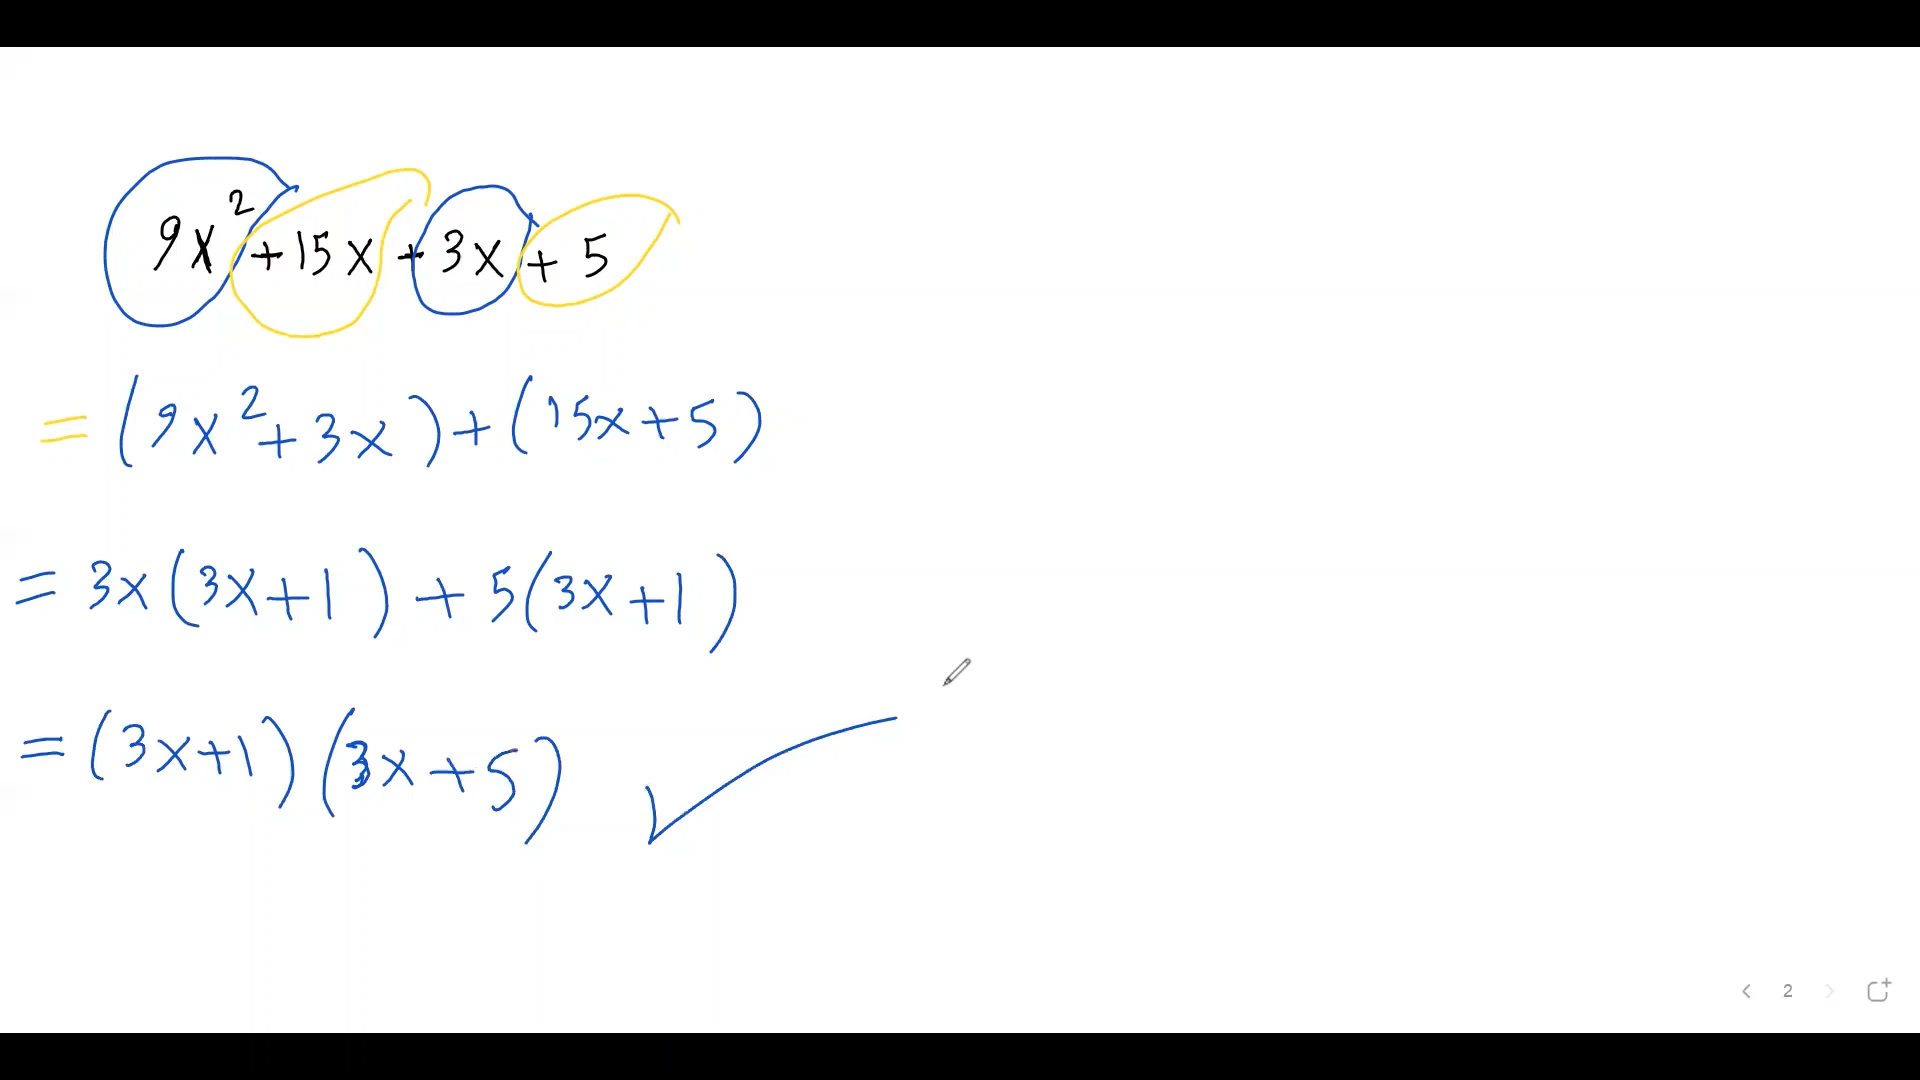 9x² + 15x + 3x + 5
= (9x² + 3x) + (15x + 5)
= 3x(3x + 1) + 5(3x + 1)
= (3x + 1)(3x + 5)
2